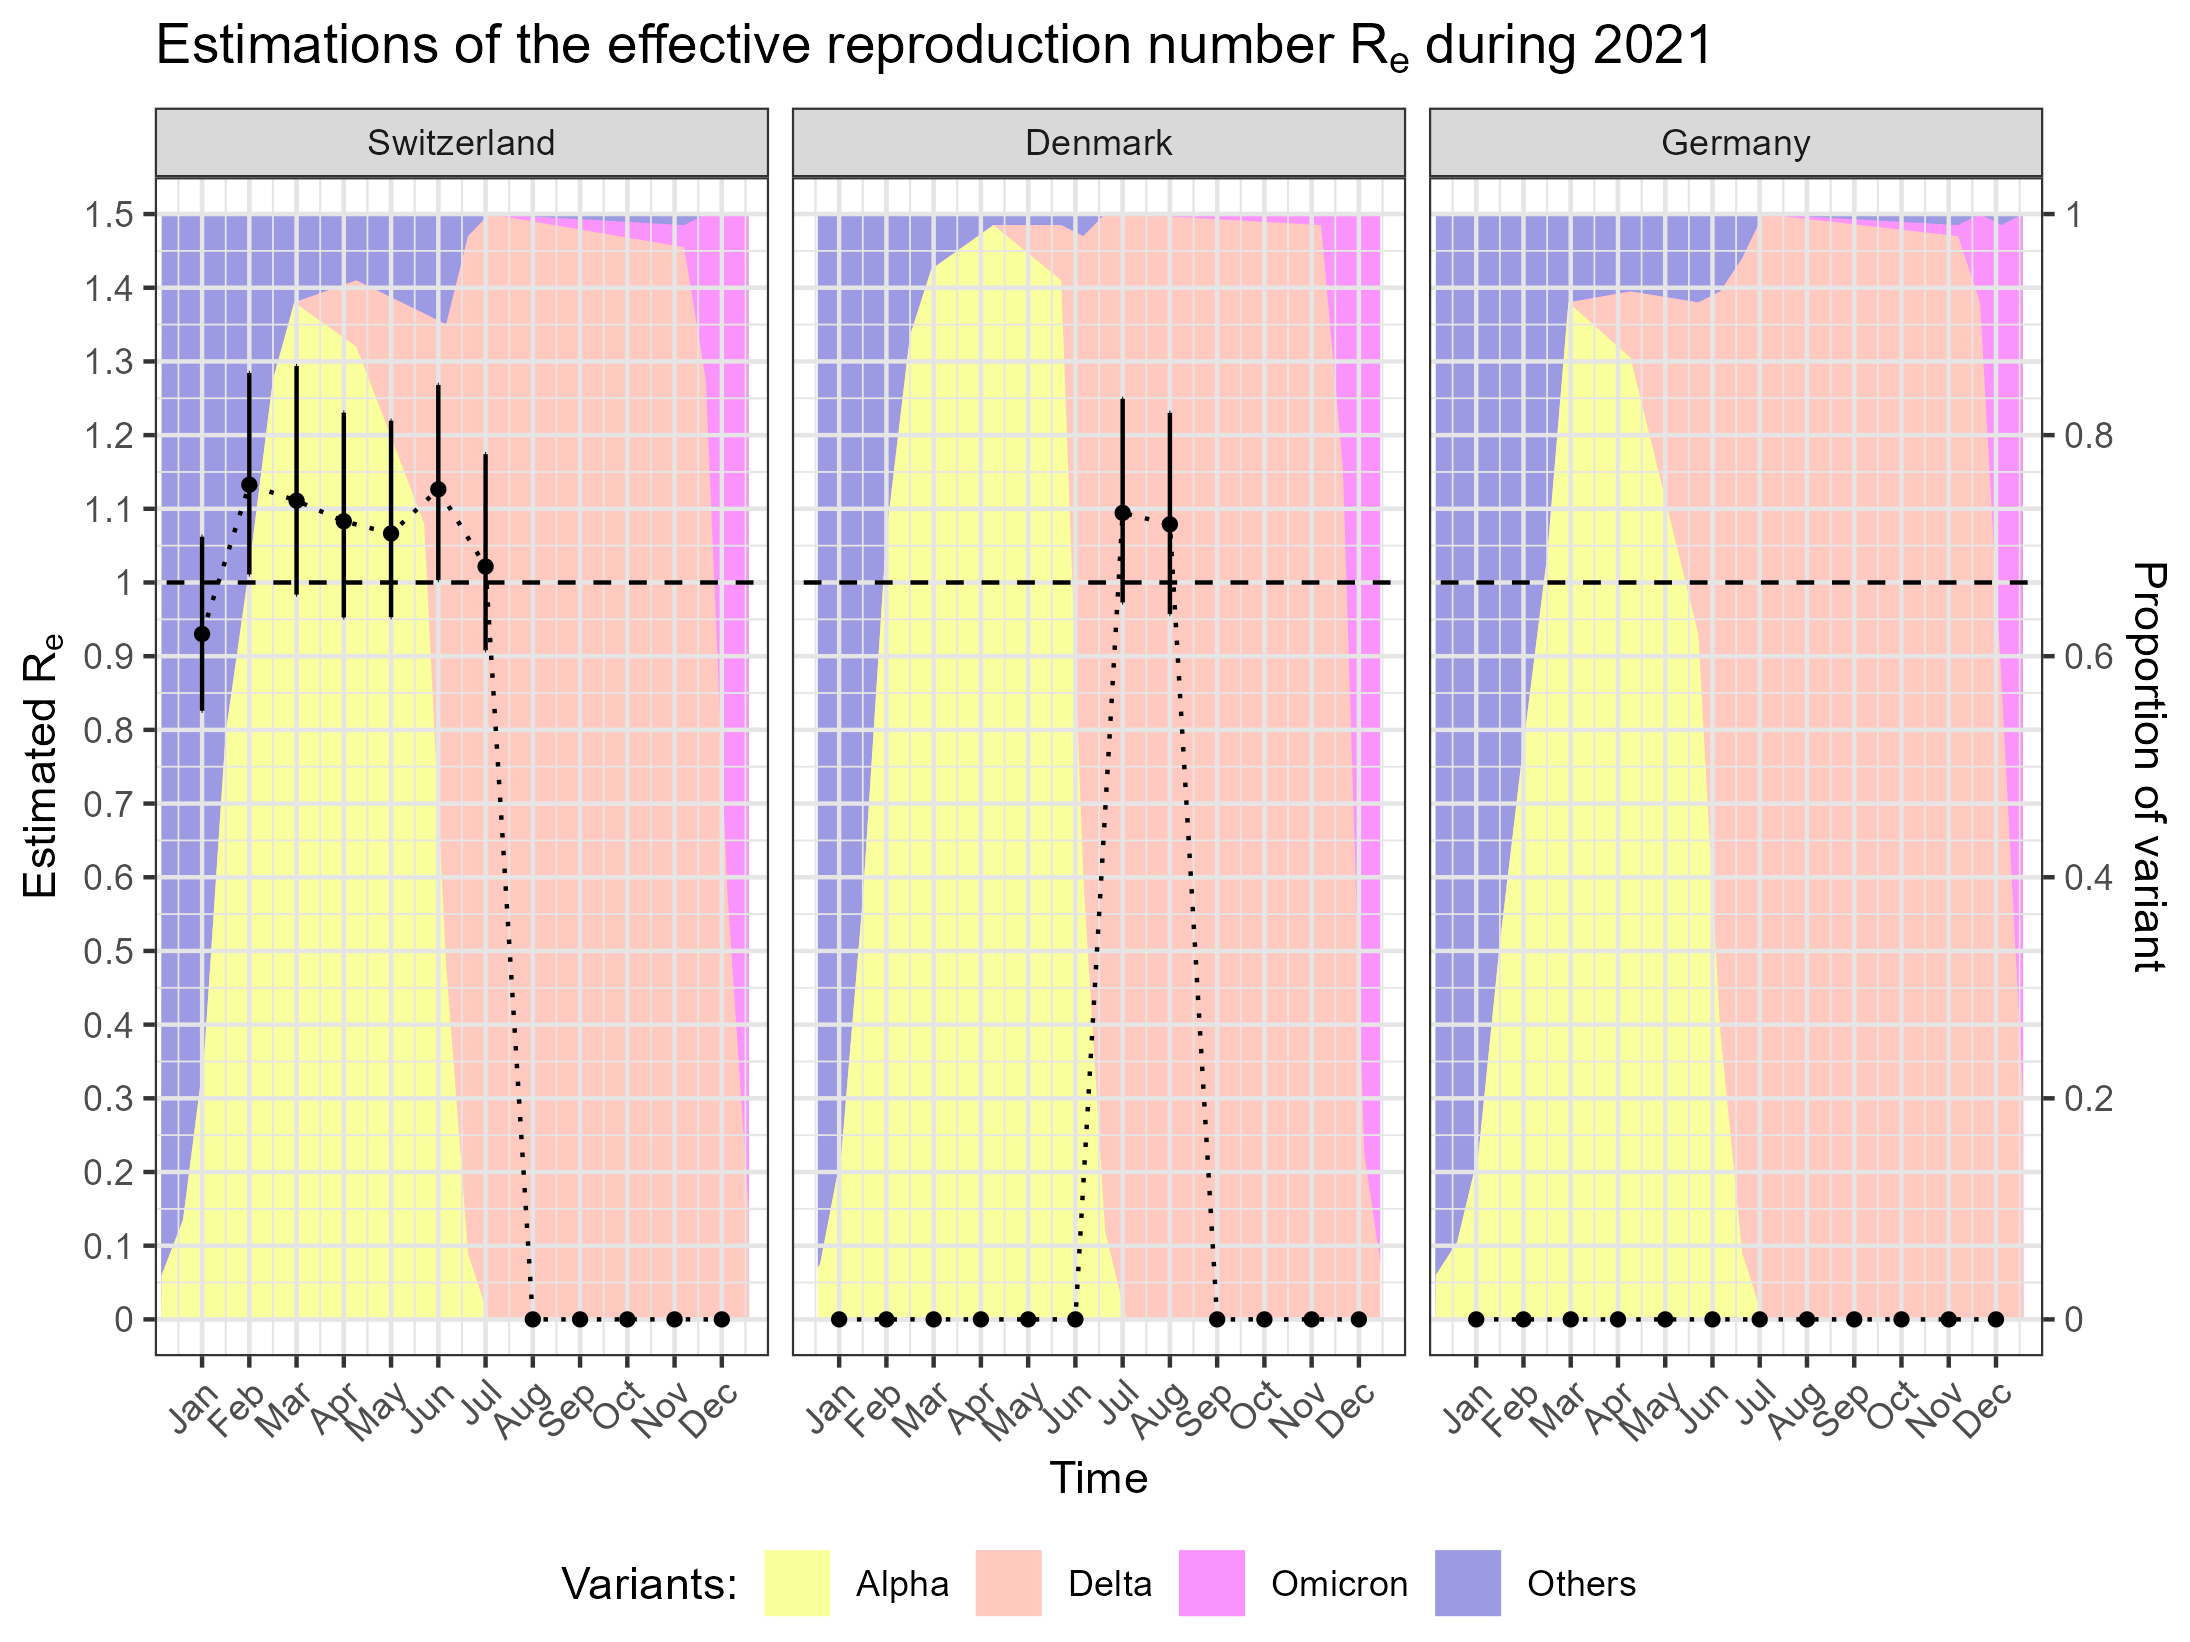 Estimations of the effective reproduction number Re during 2021
Switzerland
Denmark
Germany
Estimated Re
1.5
1.4
1.3
1.2
1.1
1
0.9
0.8
0.7
0.6
0.5
0.4
0.3
0.2
0.1
0
1
0.8
0.6
0.4
0.2
0
Proportion of variant
Jan Feb Mar Apr May Jun Jul Aug Sep Oct Nov Dec
Jan Feb Mar Apr May Jun Jul Aug Sep Oct Nov Dec
Jan Feb Mar Apr May Jun Jul Aug Sep Oct Nov Dec
Time
Variants: Alpha Delta Omicron Others